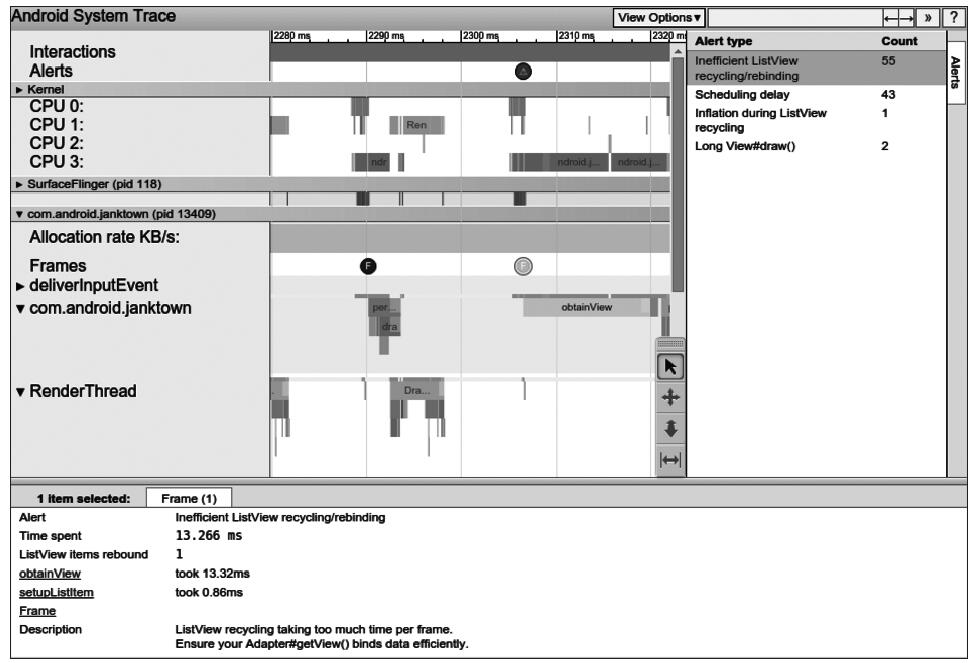 Android System Trace
View Options▾
»
?
2280 ms
2290 ms
2300 ms
2310 ms
2320 ms
Interactions
Alerts
▸ Kernel
CPU 0:
CPU 1:
Ren
CPU 2:
CPU 3:
ndr
ndroid.j...
ndroid.j...
▸ SurfaceFlinger (pid 118)
▾ com.android.janktown (pid 13409)
Allocation rate KB/s:
Frames
F
F
▸ deliverInputEvent
▾ com.android.janktown
per...
obtainView
dra
▾ RenderThread
Dra...
Alert type
Count
Inefficient ListView
55
recycling/rebinding
Scheduling delay
43
Inflation during ListView
1
recycling
Long View#draw()
2
Alerts
1 item selected:
Frame (1)
Alert
Inefficient ListView recycling/rebinding
Time spent
13.266 ms
ListView items rebound
1
obtainView
took 13.32ms
setupListItem
took 0.86ms
Frame
Description
ListView recycling taking too much time per frame.
Ensure your Adapter#getView() binds data efficiently.